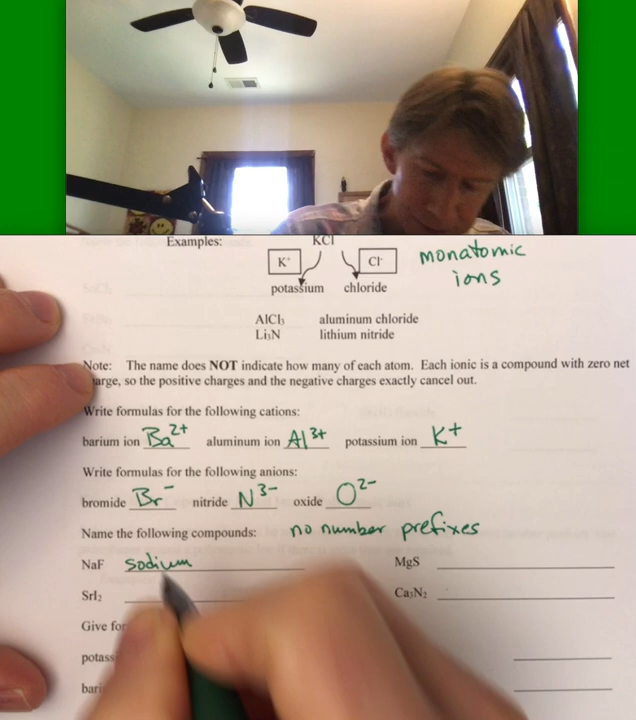 Examples: KCl
K⁺ Cl⁻ monatomic
ions
potassium chloride
AlCl₃ aluminum chloride
Li₃N lithium nitride
Note: The name does NOT indicate how many of each atom. Each ionic is a compound with zero net
arge, so the positive charges and the negative charges exactly cancel out.
Write formulas for the following cations:
barium ion Ba²⁺ aluminum ion Al³⁺ potassium ion K⁺
Write formulas for the following anions:
bromide Br⁻ nitride N³⁻ oxide O²⁻
Name the following compounds: no number prefixes
NaF sodium MgS
SrI₂ Ca₃N₂
Give for
potass
bari